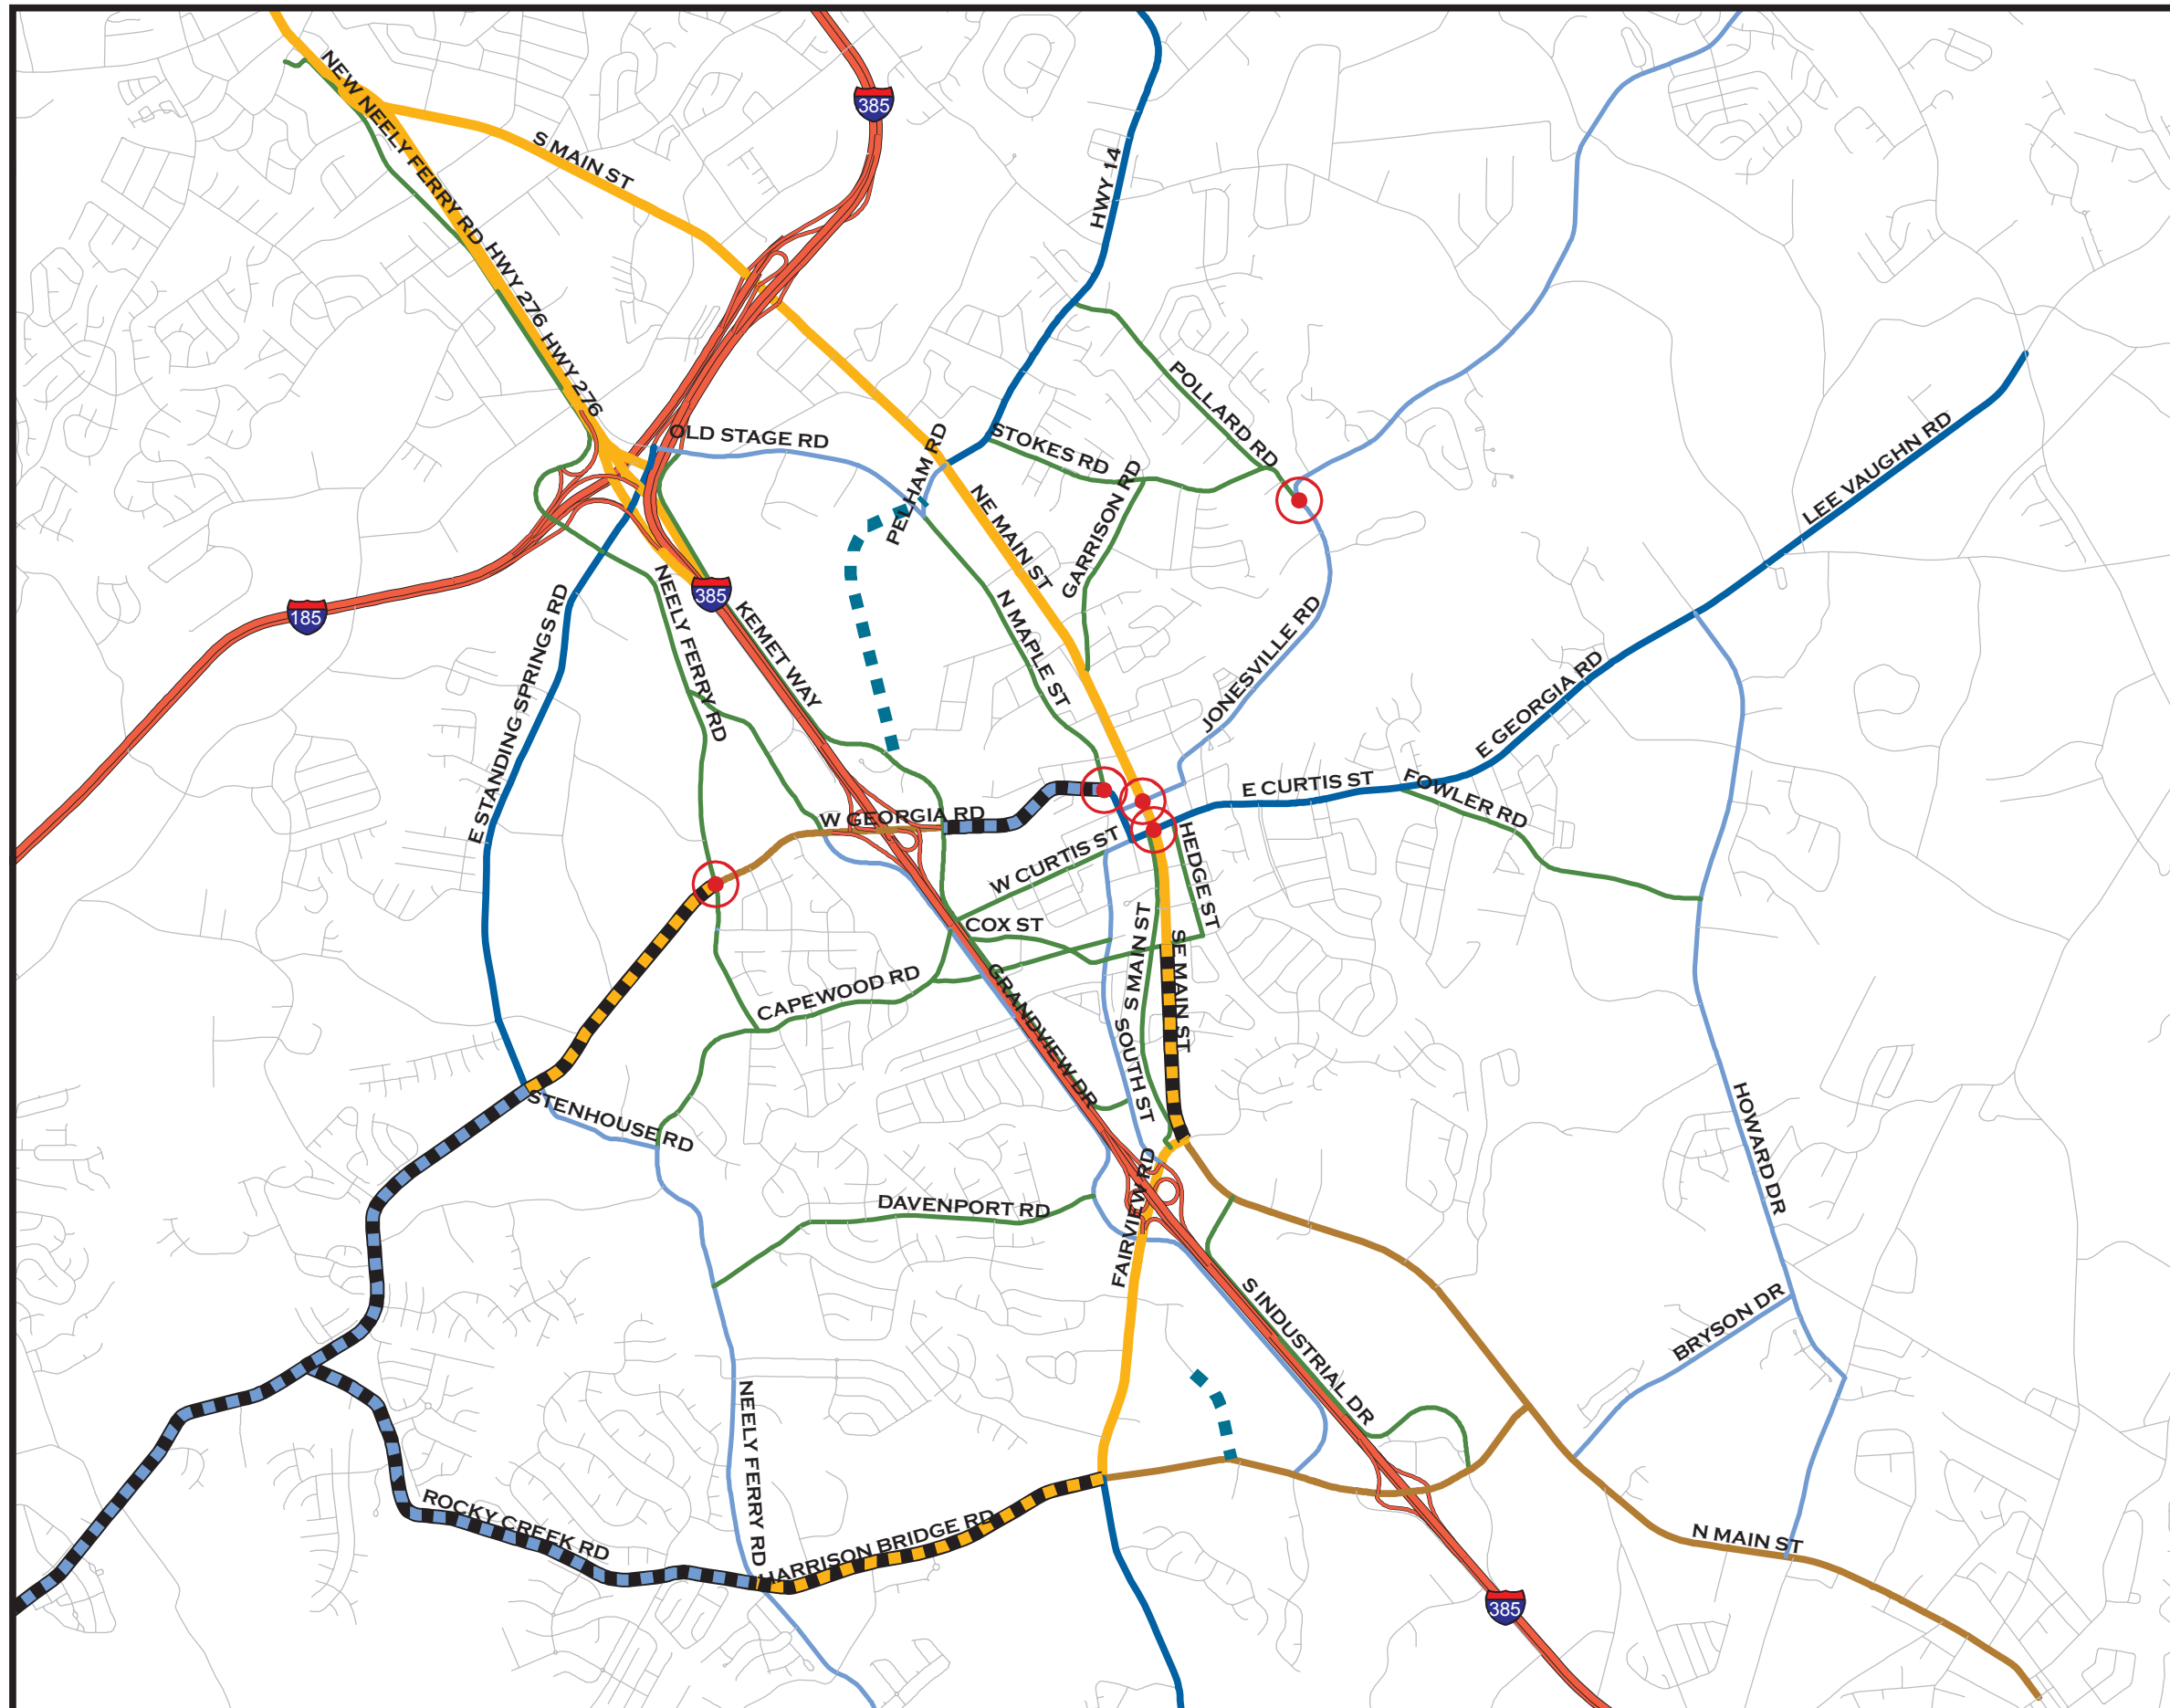 385
NEW NEELY FERRY RD HWY 276 HWY 276
S MAIN ST
HWY 14
POLLARD RD
OLD STAGE RD
STOKES RD
PELHAM RD
GARRISON RD
LEE VAUGHN RD
NE MAIN ST
385
185
NEELY FERRY RD
KEMET WAY
N MAPLE ST
E STANDING SPRINGS RD
JONESVILLE RD
E GEORGIA RD
E CURTIS ST
FOWLER RD
W GEORGIA RD
W CURTIS ST
HEDGE ST
COX ST
S MAIN ST
SE MAIN ST
CAPEWOOD RD
GRANDVIEW DR
S SOUTH ST
STENHOUSE RD
HOWARD DR
FAIRVIEW RD
DAVENPORT RD
S INDUSTRIAL DR
BRYSON DR
NEELY FERRY RD
ROCKY CREEK RD
HARRISON BRIDGE RD
N MAIN ST
385